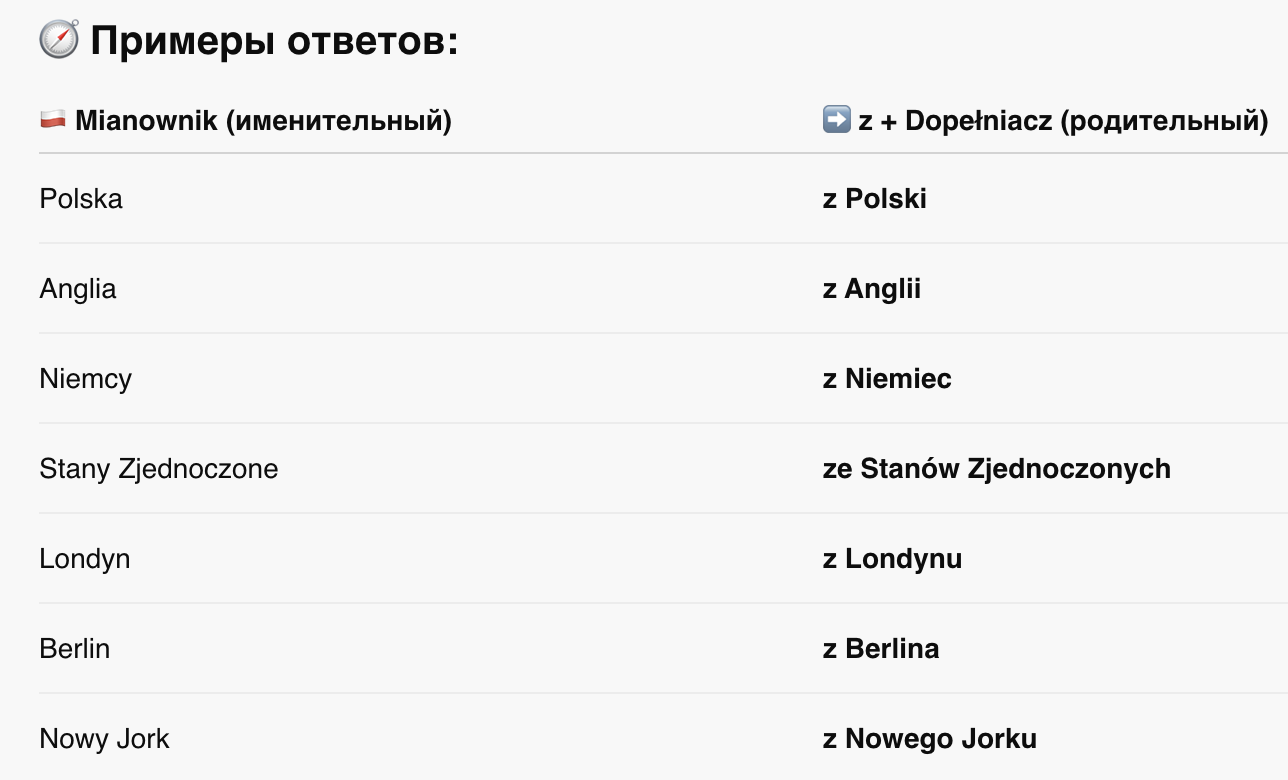 Примеры ответов:
Mianownik (именительный)
z + Dopełniacz (родительный)
Polska
z Polski
Anglia
z Anglii
Niemcy
z Niemiec
Stany Zjednoczone
ze Stanów Zjednoczonych
Londyn
z Londynu
Berlin
z Berlina
Nowy Jork
z Nowego Jorku